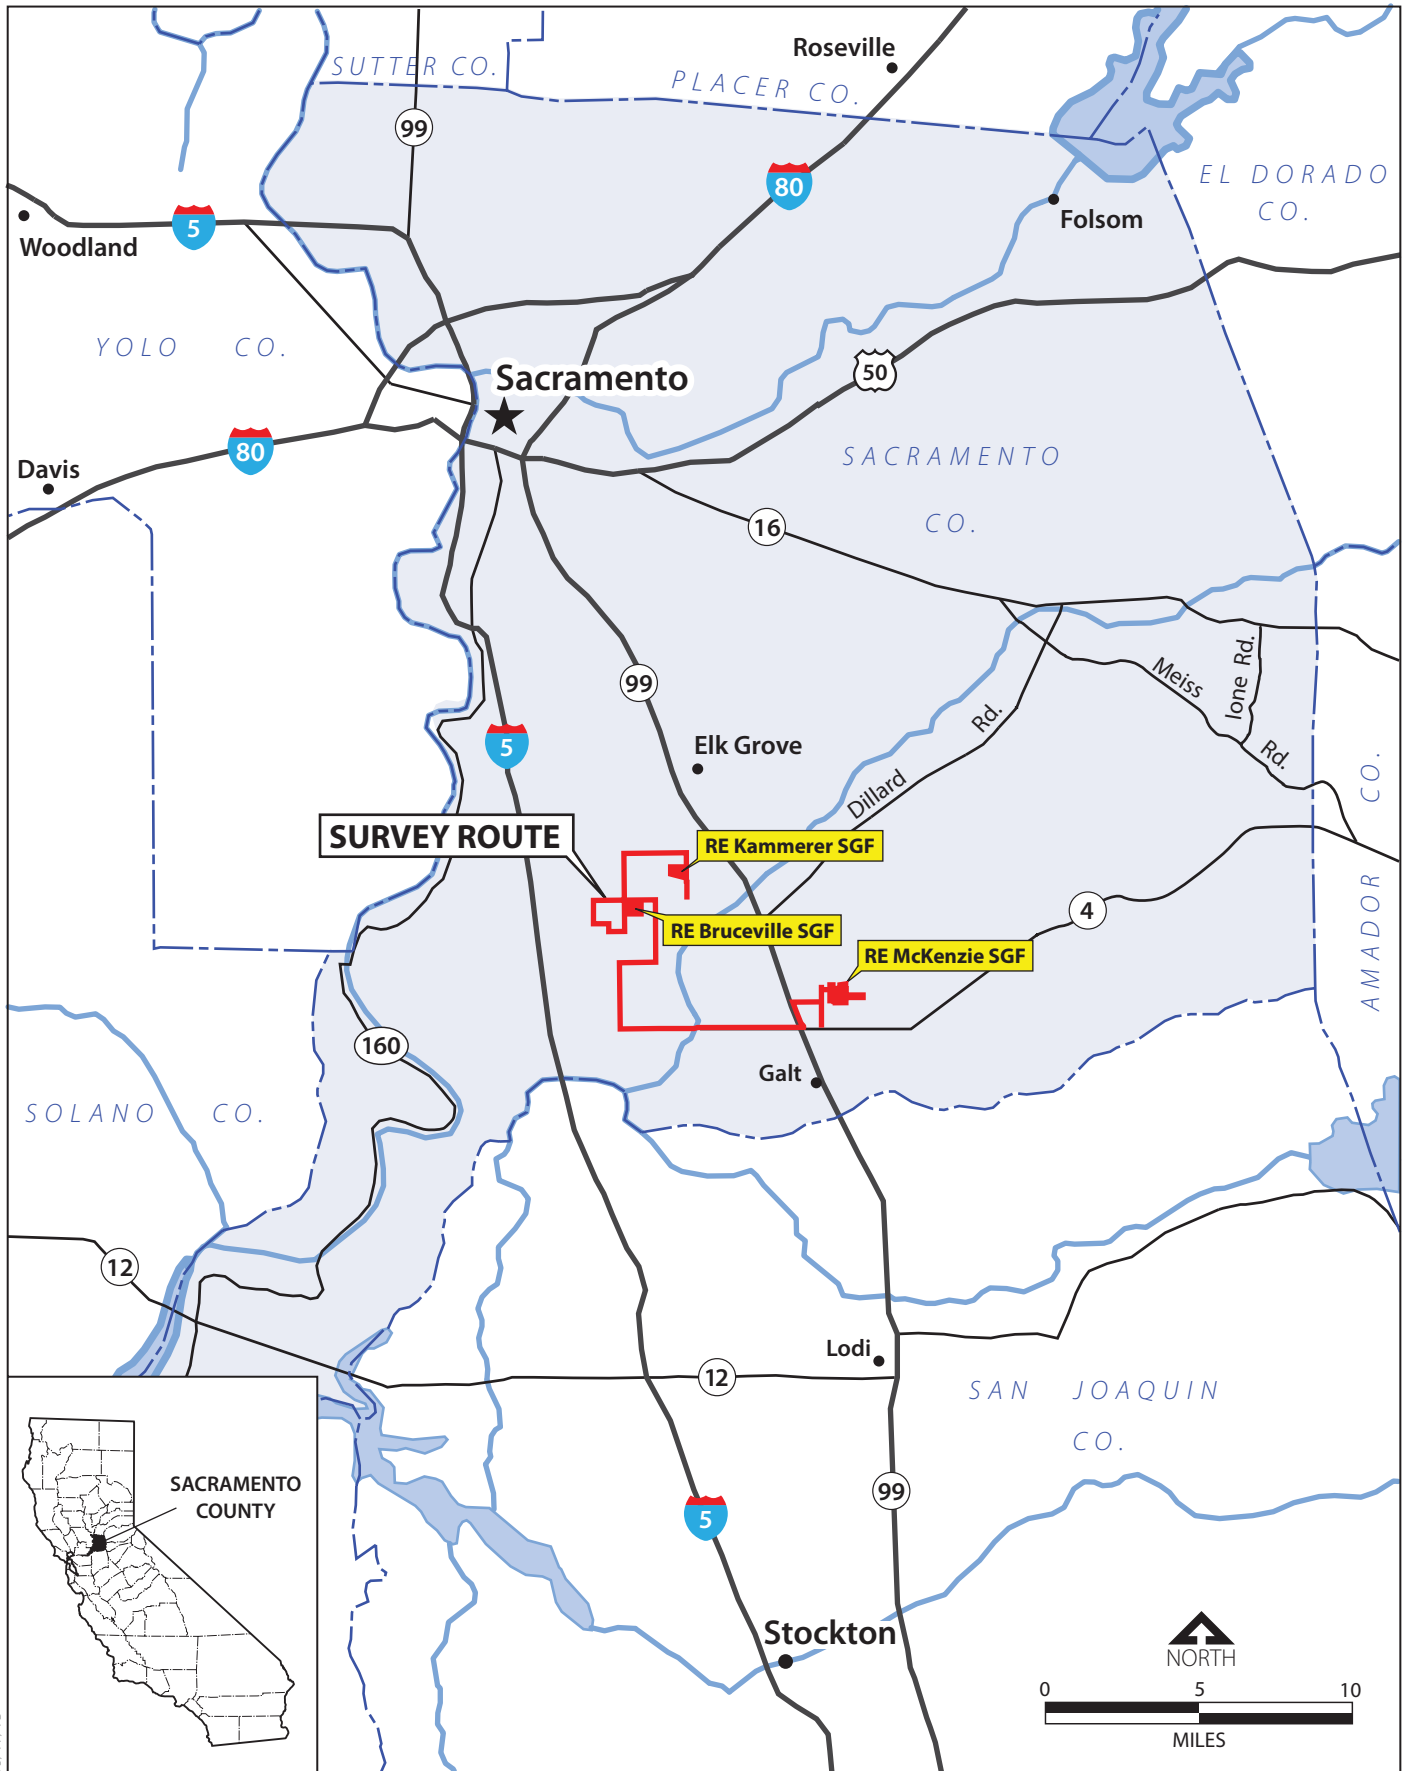 Roseville
SUTTER CO.
PLACER CO.
99
80
EL DORADO
CO.
Folsom
5
Woodland
YOLO CO.
Sacramento
50
80
Davis
SACRAMENTO
CO.
16
99
Meiss
Rd.
Ione Rd.
Dillard
Rd.
5
Elk Grove
AMADOR CO.
SURVEY ROUTE
RE Kammerer SGF
RE Bruceville SGF
4
RE McKenzie SGF
160
Galt
SOLANO CO.
12
Lodi
12
SAN JOAQUIN
CO.
SACRAMENTO
COUNTY
99
5
Stockton
NORTH
0 5 10
MILES